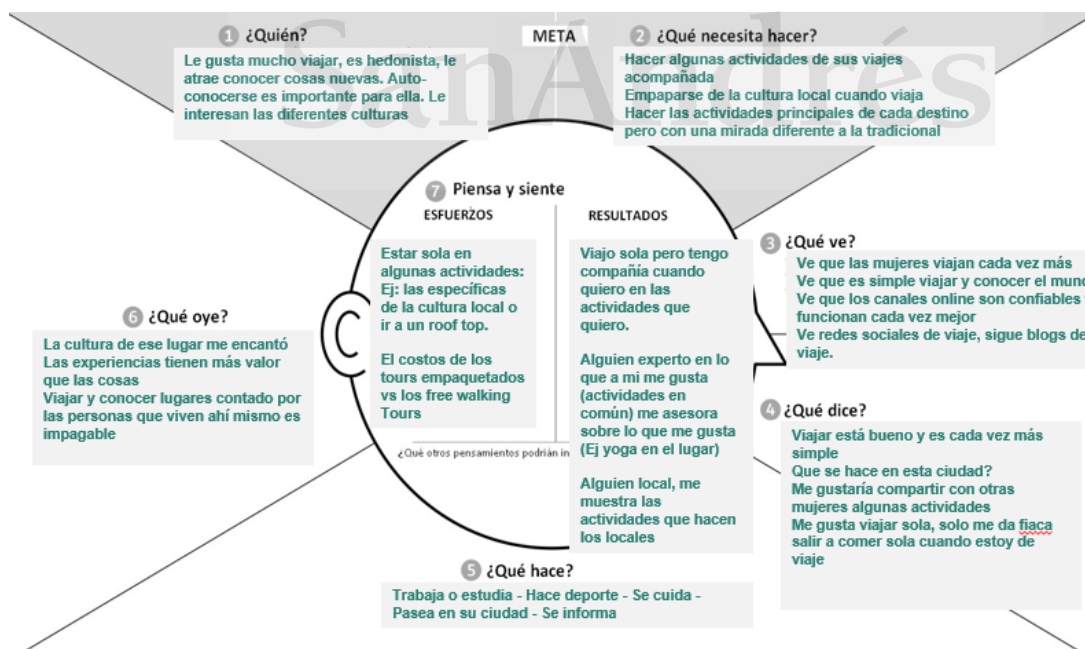 SanAndrés
META
1 ¿Quién?
Le gusta mucho viajar, es hedonista, le
atrae conocer cosas nuevas. Auto-
conocerse es importante para ella. Le
interesan las diferentes culturas
2 ¿Qué necesita hacer?
Hacer algunas actividades de sus viajes
acompañada
Empaparse de la cultura local cuando viaja
Hacer las actividades principales de cada destino
pero con una mirada diferente a la tradicional
7 Piensa y siente
ESFUERZOS
Estar sola en
algunas actividades:
Ej: las específicas
de la cultura local o
ir a un roof top.
El costos de los
tours empaquetados
vs los free walking
Tours
RESULTADOS
Viajo sola pero tengo
compañía cuando
quiero en las
actividades que
quiero.
Alguien experto en lo
que a mi me gusta
(actividades en
común) me asesora
sobre lo que me gusta
(Ej yoga en el lugar)
Alguien local, me
muestra las
actividades que hacen
los locales
¿Qué otros pensamientos podrían in
3 ¿Qué ve?
Ve que las mujeres viajan cada vez más
Ve que es simple viajar y conocer el
Ve que los canales online son confiables
funcionan cada vez mejor
Ve redes sociales de viaje, sigue blogs de
viaje.
4 ¿Qué dice?
Viajar está bueno y es cada vez más
simple
Que se hace en esta ciudad?
Me gustaría compartir con otras
mujeres algunas actividades
Me gusta viajar sola, solo me da fiaca
salir a comer sola cuando estoy de
viaje
5 ¿Qué hace?
Trabaja o estudia - Hace deporte - Se cuida -
Pasea en su ciudad - Se informa
6 ¿Qué oye?
La cultura de ese lugar me encantó
Las experiencias tienen más valor
que las cosas
Viajar y conocer lugares contado por
las personas que viven ahí mismo es
impagable